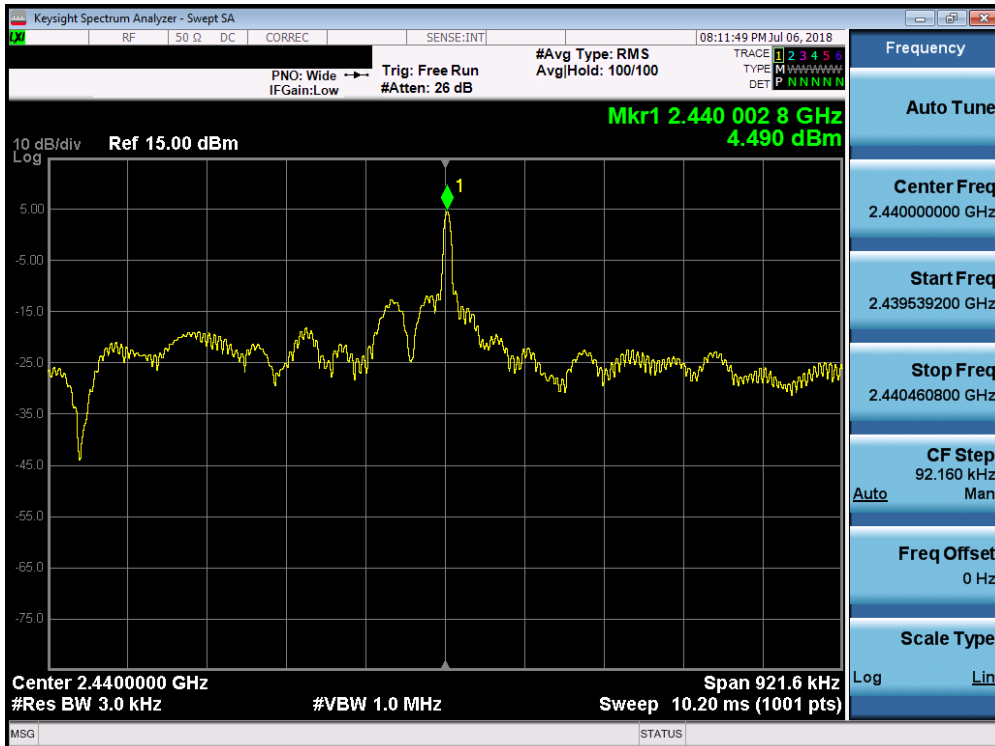 Keysight Spectrum Analyzer - Swept SA
LXI RF 50 Ω DC CORREC SENSE:INT 08:11:49 PM Jul 06, 2018
Frequency
PNO: Wide
IFGain:Low
Trig: Free Run
#Atten: 26 dB
#Avg Type: RMS
Avg|Hold: 100/100
TRACE 1 2 3 4 5 6
TYPE M WWWWW
DET P N N N N N
Mkr1 2.440 002 8 GHz
4.490 dBm
10 dB/div Ref 15.00 dBm
Log
1
5.00
-5.00
-15.0
-25.0
-35.0
-45.0
-55.0
-65.0
-75.0
Center 2.4400000 GHz Span 921.6 kHz
#Res BW 3.0 kHz #VBW 1.0 MHz Sweep 10.20 ms (1001 pts)
Auto Tune
Center Freq
2.440000000 GHz
Start Freq
2.439539200 GHz
Stop Freq
2.440460800 GHz
CF Step
92.160 kHz
Auto Man
Freq Offset
0 Hz
Scale Type
Log Lin
MSG STATUS